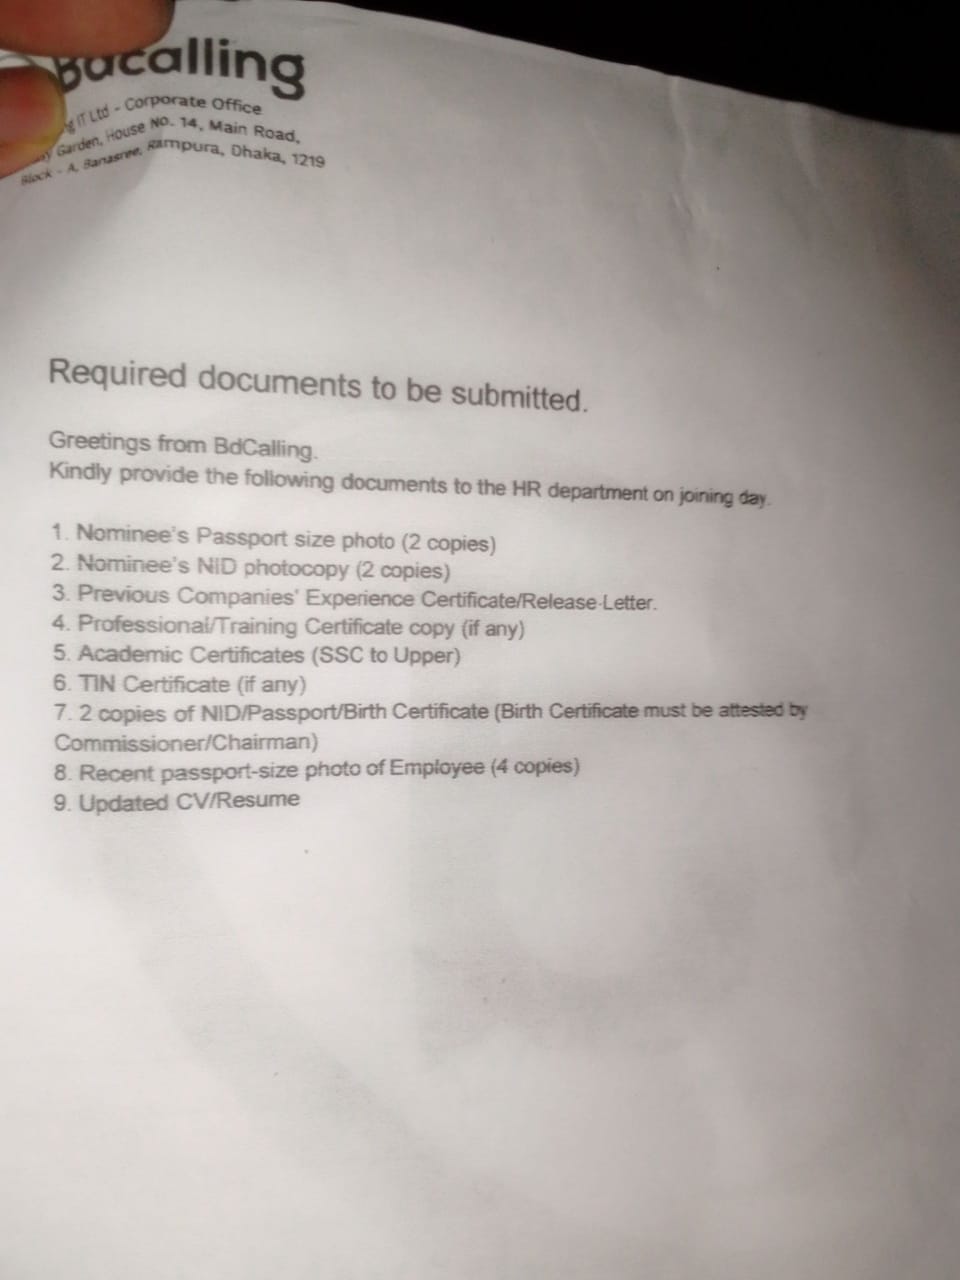 Bdcalling
IT Ltd - Corporate Office
Garden, House No. 14, Main Road,
Block - A, Banasree, Rampura, Dhaka, 1219
Required documents to be submitted.
Greetings from BdCalling.
Kindly provide the following documents to the HR department on joining day.
1. Nominee's Passport size photo (2 copies)
2. Nominee's NID photocopy (2 copies)
3. Previous Companies' Experience Certificate/Release Letter.
4. Professional/Training Certificate copy (if any)
5. Academic Certificates (SSC to Upper)
6. TIN Certificate (if any)
7. 2 copies of NID/Passport/Birth Certificate (Birth Certificate must be attested by
Commissioner/Chairman)
8. Recent passport-size photo of Employee (4 copies)
9. Updated CV/Resume